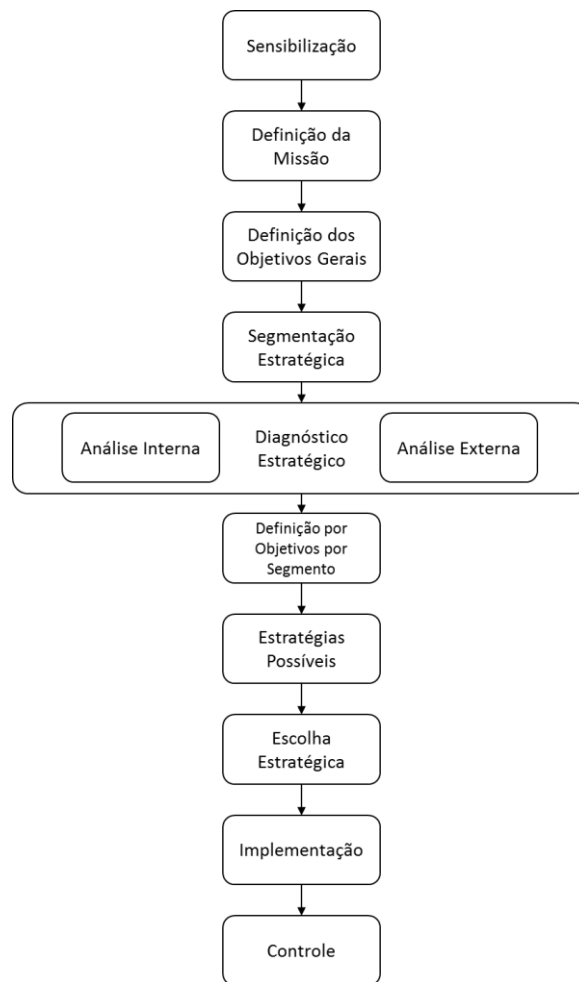 Sensibilização
Definição da
Missão
Definição dos
Objetivos Gerais
Segmentação
Estratégica
Análise Interna
Diagnóstico
Estratégico
Análise Externa
Definição por
Objetivos por
Segmento
Estratégias
Possíveis
Escolha
Estratégica
Implementação
Controle